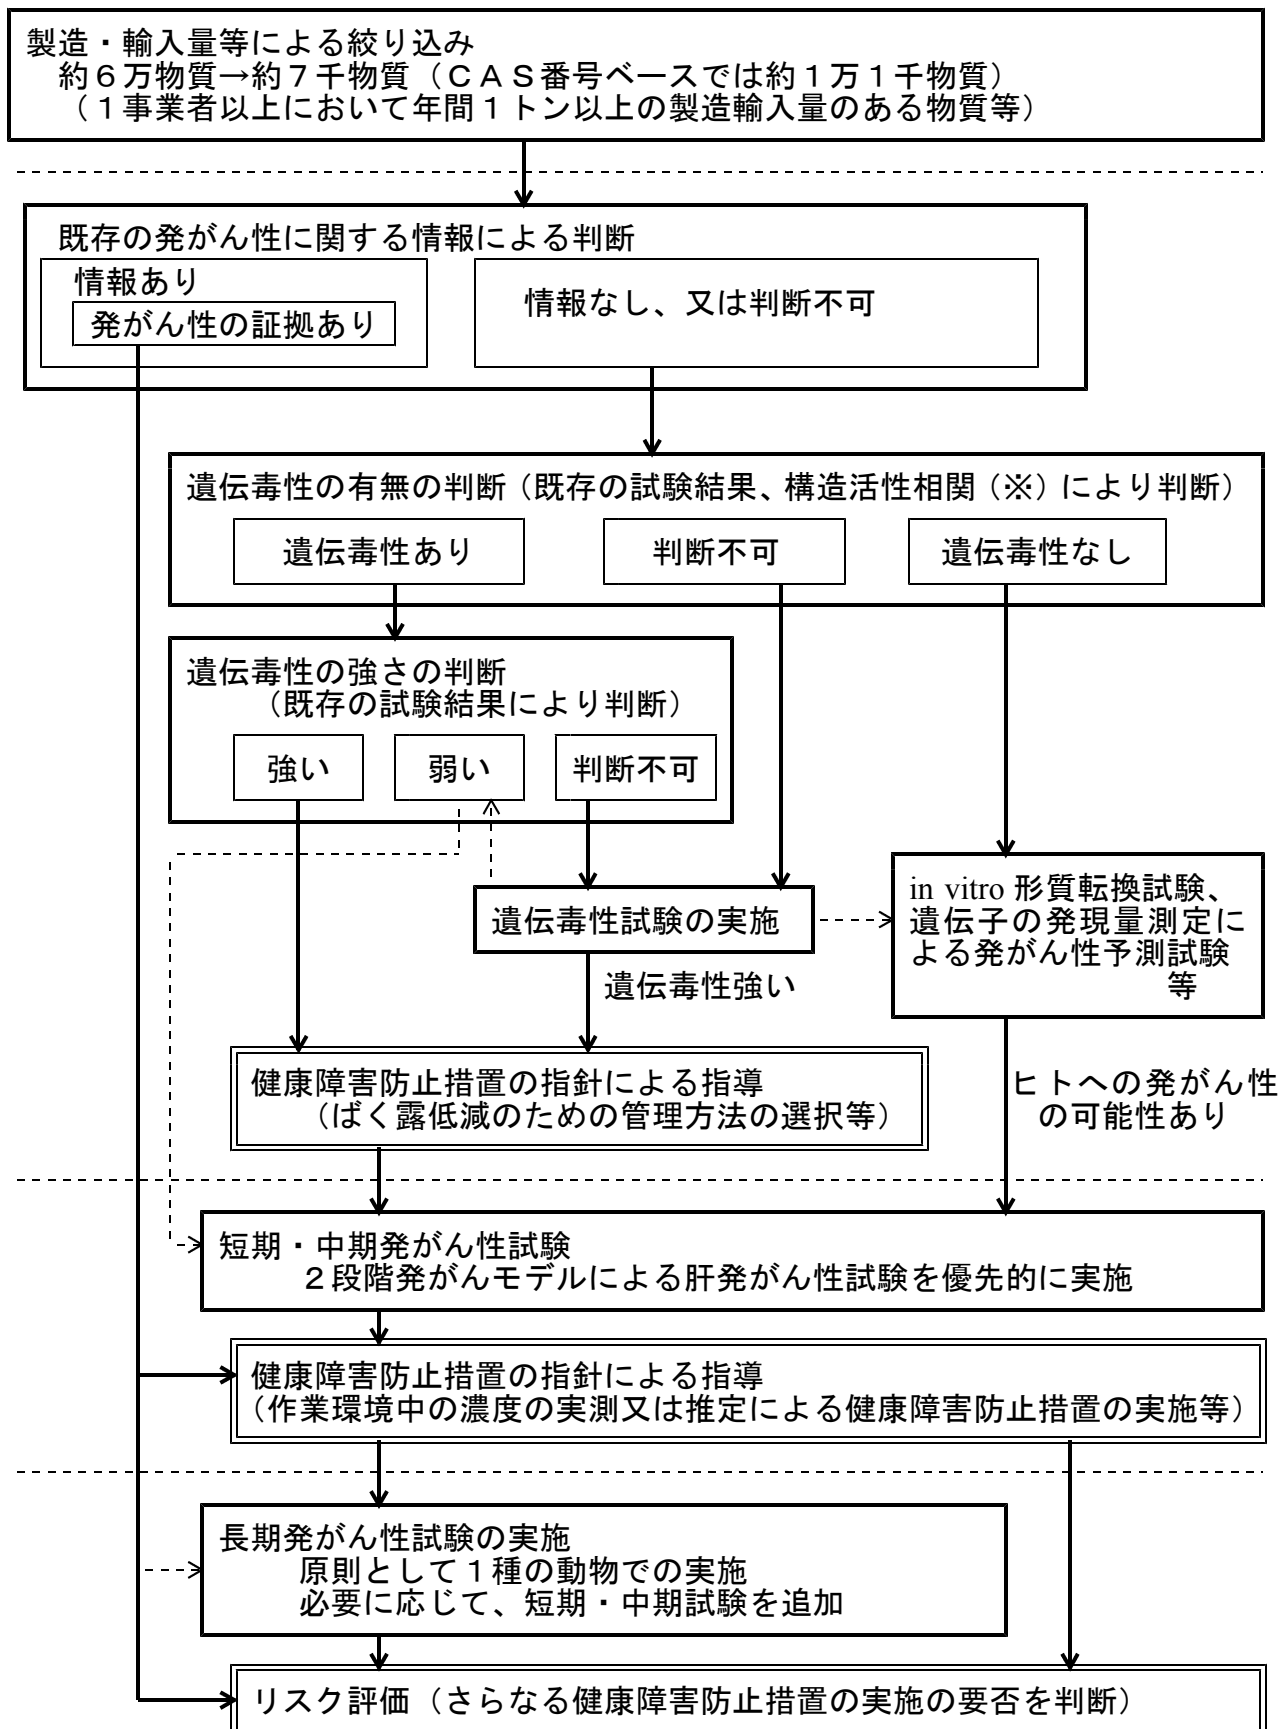 製造・輸入量等による絞り込み
約６万物質→約７千物質（ＣＡＳ番号ベースでは約１万１千物質）
（１事業者以上において年間１トン以上の製造輸入量のある物質等）
既存の発がん性に関する情報による判断
情報あり
発がん性の証拠あり
情報なし、又は判断不可
遺伝毒性の有無の判断（既存の試験結果、構造活性相関（※）により判断）
遺伝毒性あり
判断不可
遺伝毒性なし
遺伝毒性の強さの判断
（既存の試験結果により判断）
強い
弱い
判断不可
遺伝毒性試験の実施
in vitro 形質転換試験、
遺伝子の発現量測定に
よる発がん性予測試験
等
遺伝毒性強い
健康障害防止措置の指針による指導
（ばく露低減のための管理方法の選択等）
ヒトへの発がん性
の可能性あり
短期・中期発がん性試験
２段階発がんモデルによる肝発がん性試験を優先的に実施
健康障害防止措置の指針による指導
（作業環境中の濃度の実測又は推定による健康障害防止措置の実施等）
長期発がん性試験の実施
原則として１種の動物での実施
必要に応じて、短期・中期試験を追加
リスク評価（さらなる健康障害防止措置の実施の要否を判断）